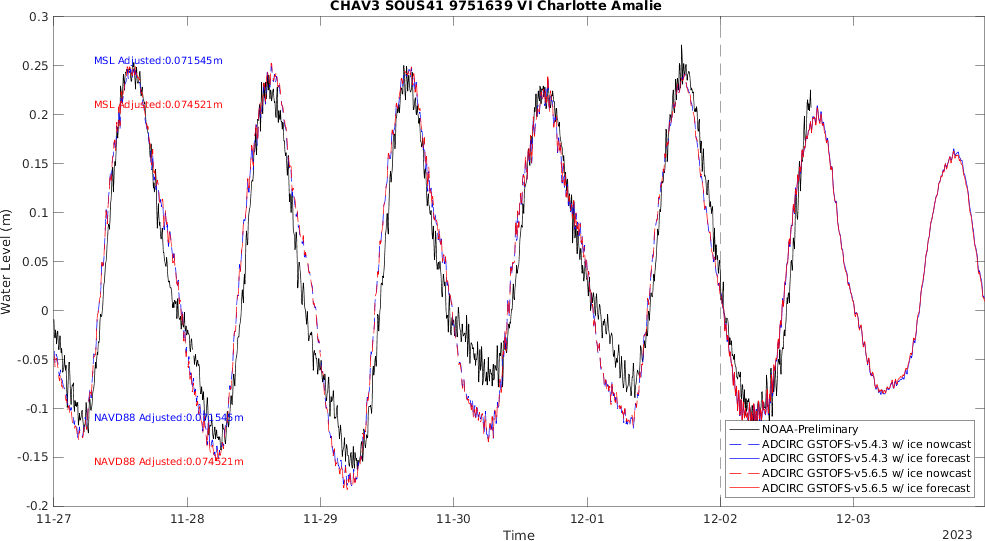 CHAV3 SOUS41 9751639 VI Charlotte Amalie
0.3
0.25
0.2
0.15
0.1
0.05
0
-0.05
-0.1
-0.15
-0.2
Water Level (m)
MSL Adjusted:0.071545m
MSL Adjusted:0.074521m
NAVD88 Adjusted:0.071545m
NAVD88 Adjusted:0.074521m
NOAA-Preliminary
ADCIRC GSTOFS-v5.4.3 w/ ice nowcast
ADCIRC GSTOFS-v5.4.3 w/ ice forecast
ADCIRC GSTOFS-v5.6.5 w/ ice nowcast
ADCIRC GSTOFS-v5.6.5 w/ ice forecast
11-27 11-28 11-29 11-30 12-01 12-02 12-03
Time
2023